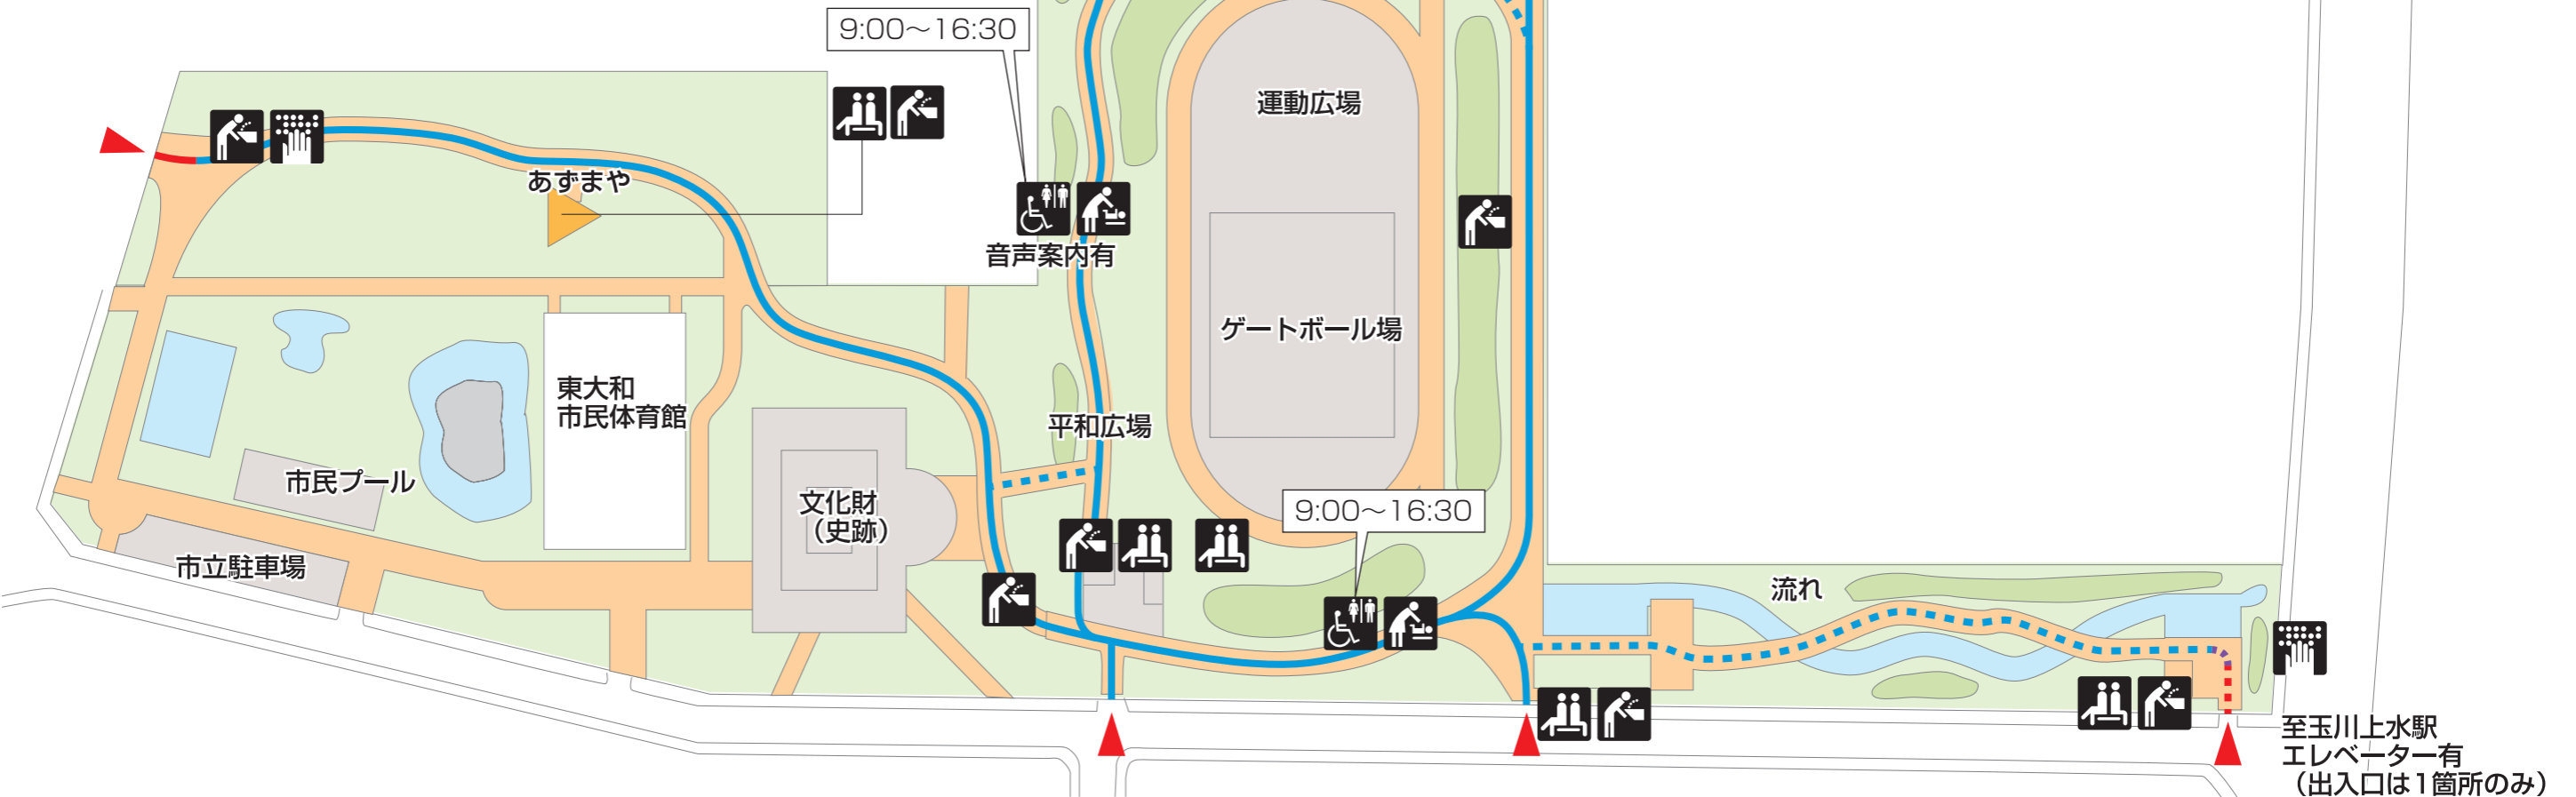 9:00～16:30
運動広場
あずまや
音声案内有
ゲートボール場
東大和
市民体育館
平和広場
市民プール
文化財
（史跡）
9:00～16:30
市立駐車場
流れ
至玉川上水駅
エレベーター有
（出入口は1箇所のみ）